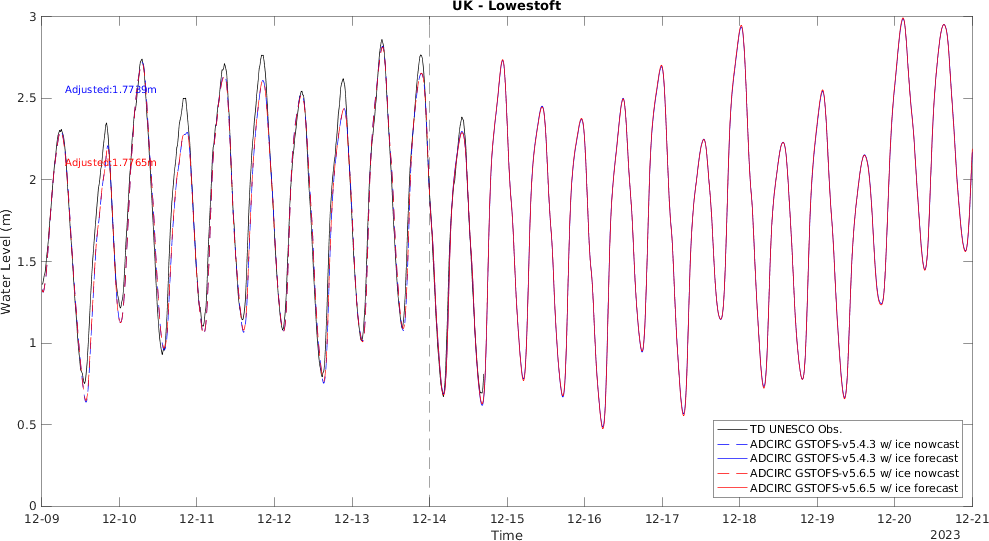 UK - Lowestoft
3
2.5
2
1.5
1
0.5
0
Water Level (m)
Adjusted:1.7739m
Adjusted:1.7765m
TD UNESCO Obs.
ADCIRC GSTOFS-v5.4.3 w/ ice nowcast
ADCIRC GSTOFS-v5.4.3 w/ ice forecast
ADCIRC GSTOFS-v5.6.5 w/ ice nowcast
ADCIRC GSTOFS-v5.6.5 w/ ice forecast
12-09 12-10 12-11 12-12 12-13 12-14 12-15 12-16 12-17 12-18 12-19 12-20 12-21
Time
2023